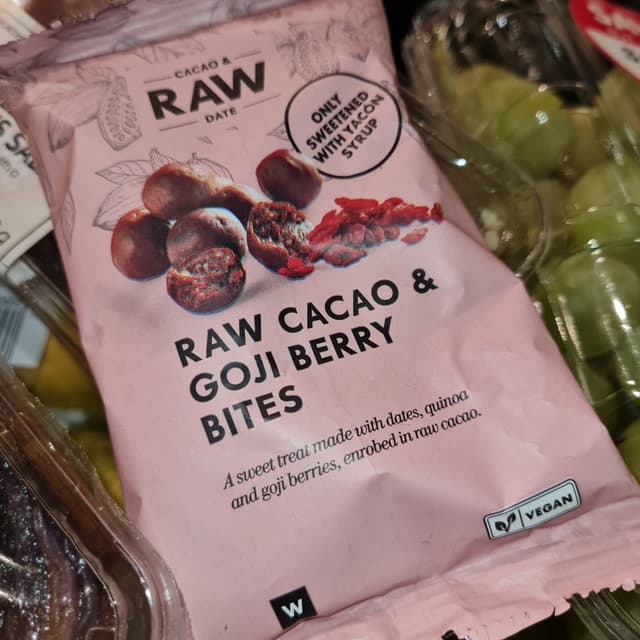 CACAO &
RAW
DATE
ONLY
SWEETENED
WITH YACON
SYRUP
RAW CACAO &
GOJI BERRY
BITES
A sweet treat made with dates, quinoa
and goji berries, enrobed in raw cacao.
VEGAN
W